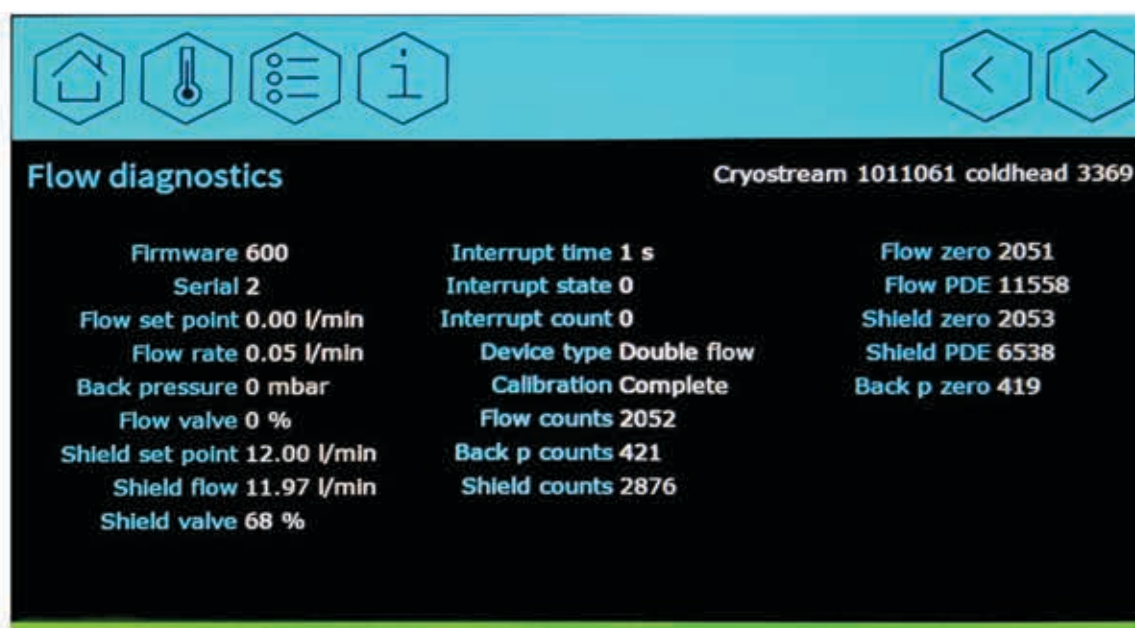 Flow diagnostics
Cryostream 1011061 coldhead 3369
Firmware 600
Serial 2
Flow set point 0.00 l/min
Flow rate 0.05 l/min
Back pressure 0 mbar
Flow valve 0 %
Shield set point 12.00 l/min
Shield flow 11.97 l/min
Shield valve 68 %
Interrupt time 1 s
Interrupt state 0
Interrupt count 0
Device type Double flow
Calibration Complete
Flow counts 2052
Back p counts 421
Shield counts 2876
Flow zero 2051
Flow PDE 11558
Shield zero 2053
Shield PDE 6538
Back p zero 419